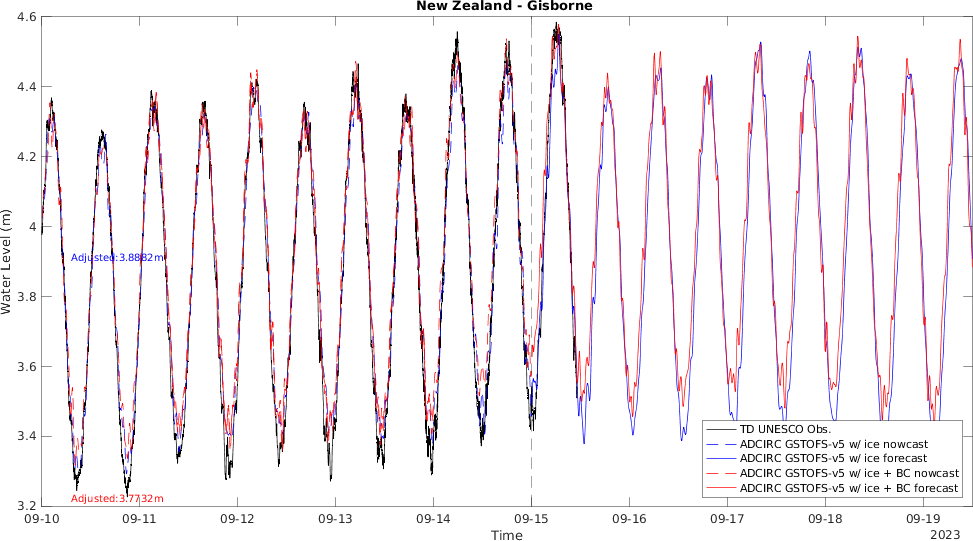 New Zealand - Gisborne
4.6
4.4
4.2
4
3.8
3.6
3.4
3.2
Water Level (m)
Adjusted:3.8882m
Adjusted:3.7732m
TD UNESCO Obs.
ADCIRC GSTOFS-v5 w/ ice nowcast
ADCIRC GSTOFS-v5 w/ ice forecast
ADCIRC GSTOFS-v5 w/ ice + BC nowcast
ADCIRC GSTOFS-v5 w/ ice + BC forecast
09-10 09-11 09-12 09-13 09-14 09-15 09-16 09-17 09-18 09-19
Time
2023